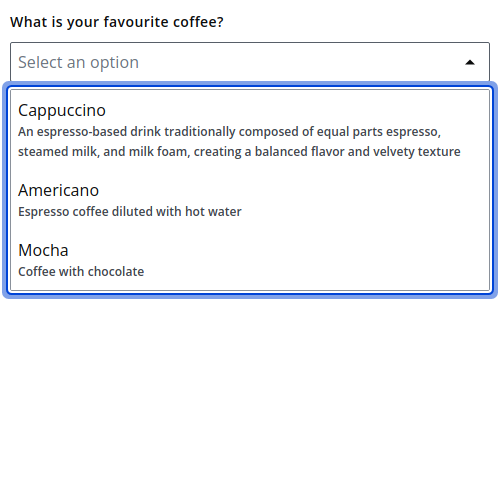 What is your favourite coffee?
Select an option
Cappuccino
An espresso-based drink traditionally composed of equal parts espresso,
steamed milk, and milk foam, creating a balanced flavor and velvety texture
Americano
Espresso coffee diluted with hot water
Mocha
Coffee with chocolate